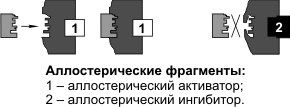 1 1 2
Аллостерические фрагменты:
1 – аллостерический активатор;
2 – аллостерический ингибитор.